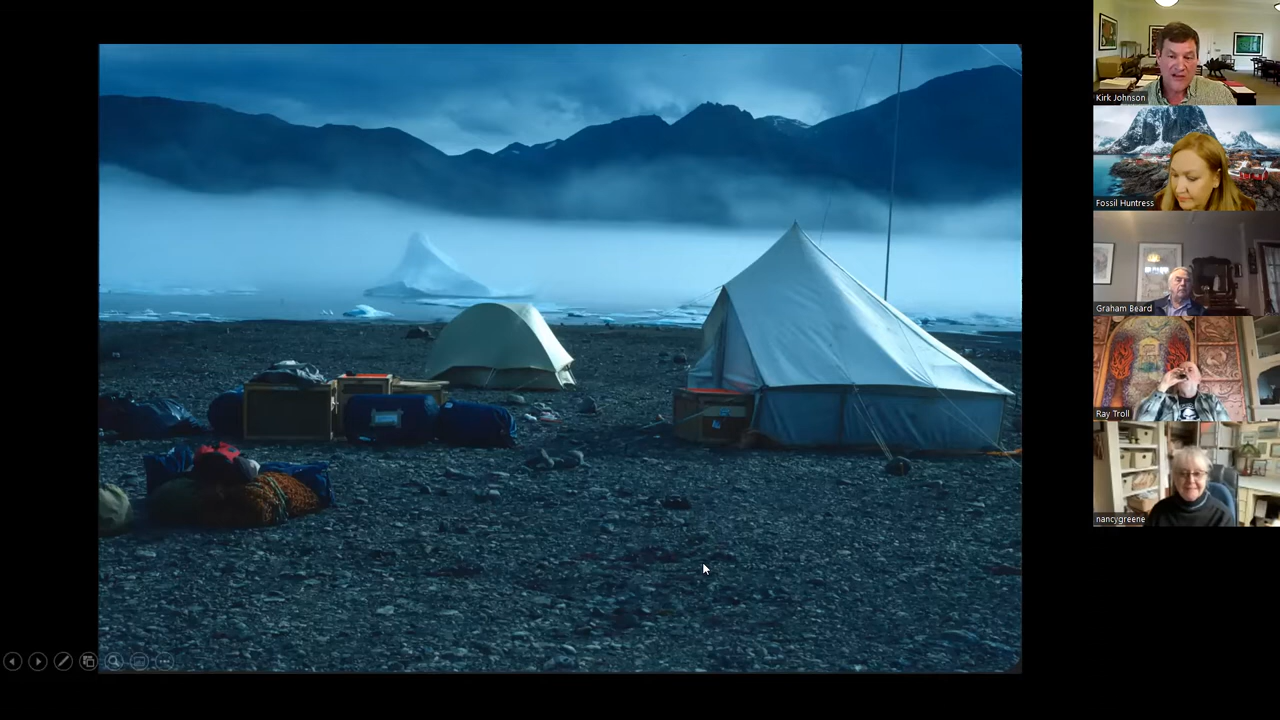 Kirk Johnson
Fossil Huntress
Graham Beard
Ray Troll
nancygreene